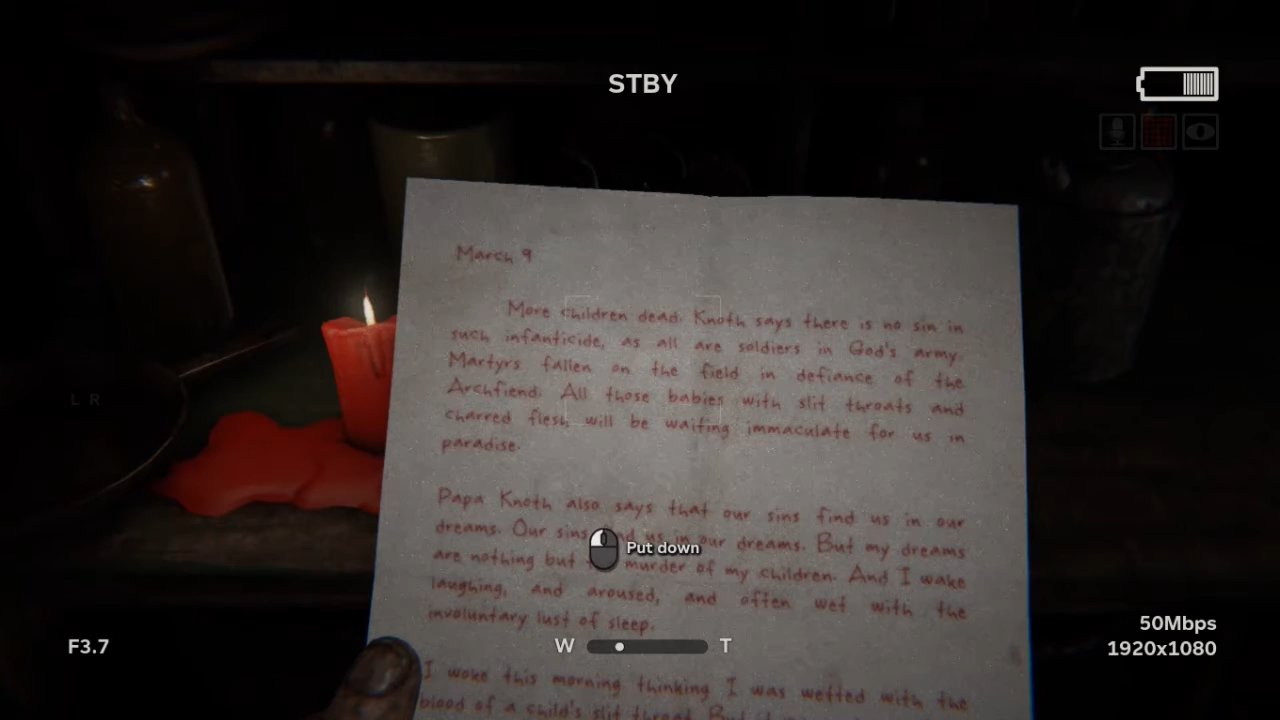 STBY
March 9
More children dead. Knoth says there is no sin in
such infanticide, as all are soldiers in God's army.
Martyrs fallen on the field in defiance of the
Archfiend. All those babies with slit throats and
charred flesh will be waiting immaculate for us in
paradise.
L R
Papa Knoth also says that our sins find us in our
dreams. Our sins find us in our dreams. But my dreams
are nothing but murder of my children. And I wake
laughing, and aroused, and often wet with the
involuntary lust of sleep.
Put down
I woke this morning thinking I was wetted with the
blood of a child's slit throat. But
F3.7
W T
50Mbps
1920x1080